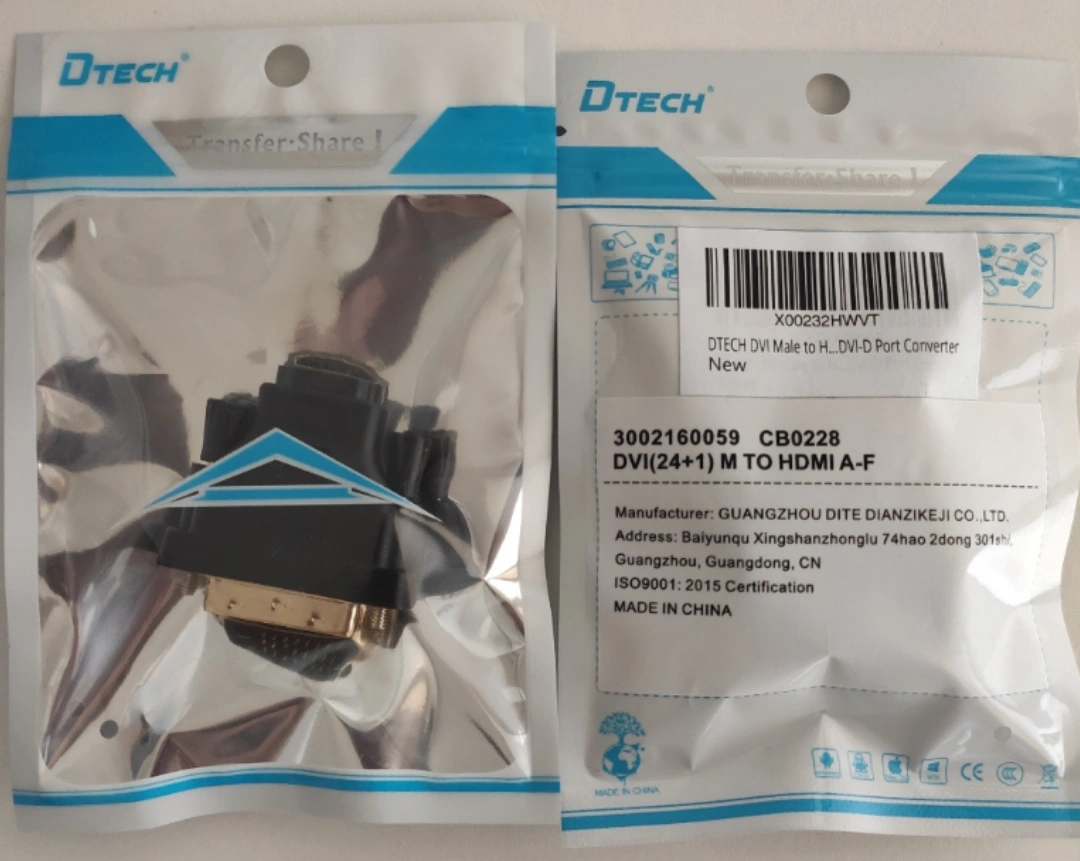 DTECH®
Transfer·Share !
DTECH®
Transfer·Share !
X00232HWVT
DTECH DVI Male to H...DVI-D Port Converter
New
3002160059 CB0228
DVI(24+1) M TO HDMI A-F
Manufacturer: GUANGZHOU DITE DIANZIKEJI CO.,LTD.
Address: Baiyunqu Xingshanzhonglu 74hao 2dong 301shi,
Guangzhou, Guangdong, CN
ISO9001: 2015 Certification
MADE IN CHINA
MADE IN CHINA
CE